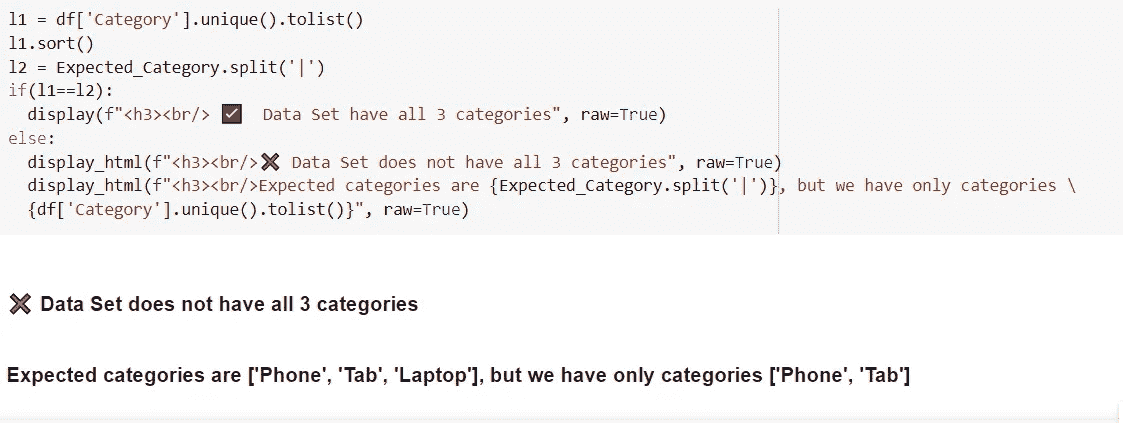 l1 = df['Category'].unique().tolist()
l1.sort()
l2 = Expected_Category.split('|')
if(l1==l2):
  display(f"<h3><br/> ✅  Data Set have all 3 categories", raw=True)
else:
  display_html(f"<h3><br/>❌ Data Set does not have all 3 categories", raw=True)
  display_html(f"<h3><br/>Expected categories are {Expected_Category.split('|')}, but we have only categories \
  {df['Category'].unique().tolist()}", raw=True)
❌ Data Set does not have all 3 categories
Expected categories are ['Phone', 'Tab', 'Laptop'], but we have only categories ['Phone', 'Tab']